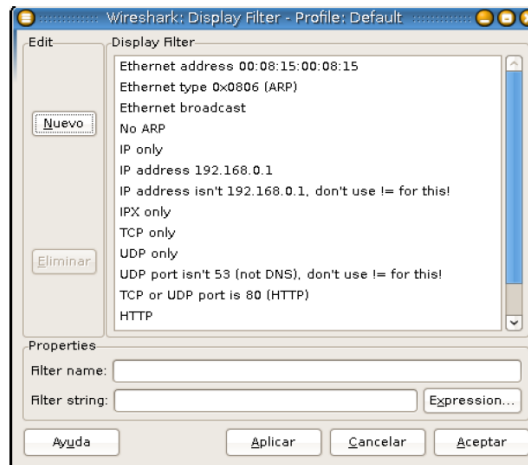 Wireshark: Display Filter - Profile: Default
Edit
Display Filter
Nuevo
Eliminar
Ethernet address 00:08:15:00:08:15
Ethernet type 0x0806 (ARP)
Ethernet broadcast
No ARP
IP only
IP address 192.168.0.1
IP address isn't 192.168.0.1, don't use != for this!
IPX only
TCP only
UDP only
UDP port isn't 53 (not DNS), don't use != for this!
TCP or UDP port is 80 (HTTP)
HTTP
Properties
Filter name:
Filter string:
Expression...
Ayuda
Aplicar
Cancelar
Aceptar